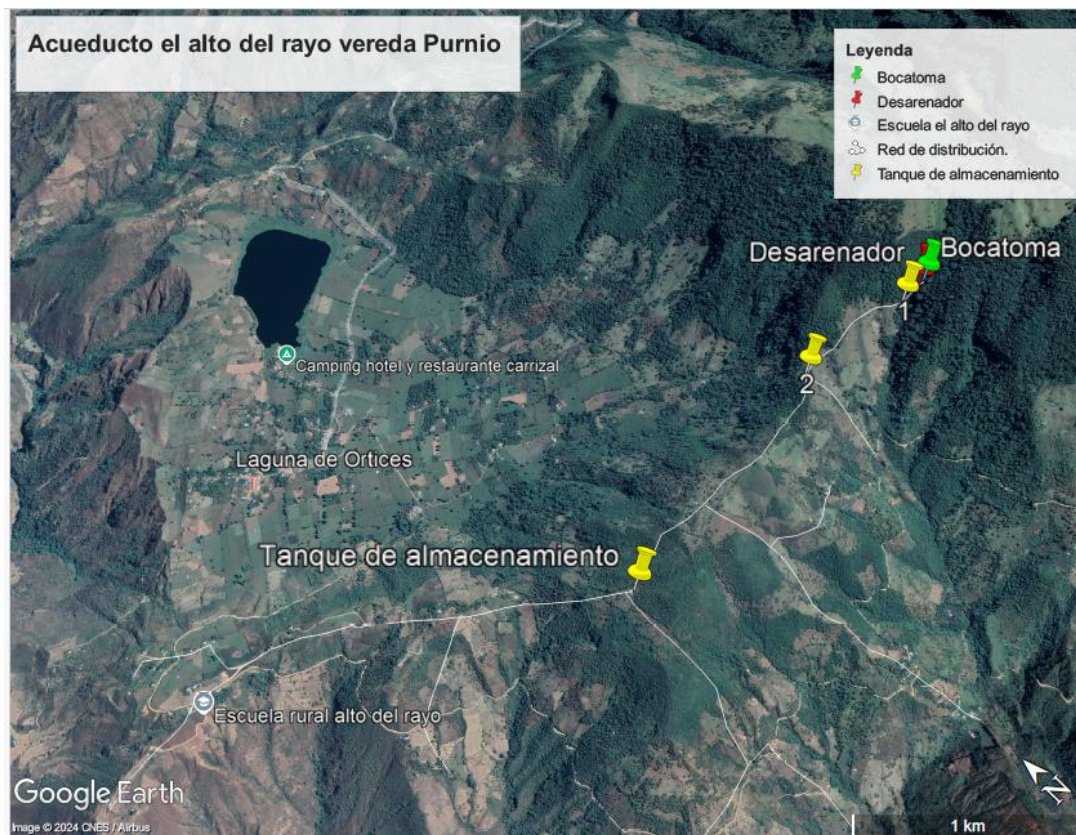 Acueducto el alto del rayo vereda Purnio
Leyenda
Bocatoma
Desarenador
Escuela el alto del rayo
Red de distribución.
Tanque de almacenamiento
Desarenador
Bocatoma
1
2
Camping hotel y restaurante carrizal
Laguna de Ortices
Tanque de almacenamiento
Escuela rural alto del rayo
Google Earth
N
Image © 2024 CNES / Airbus
1 km